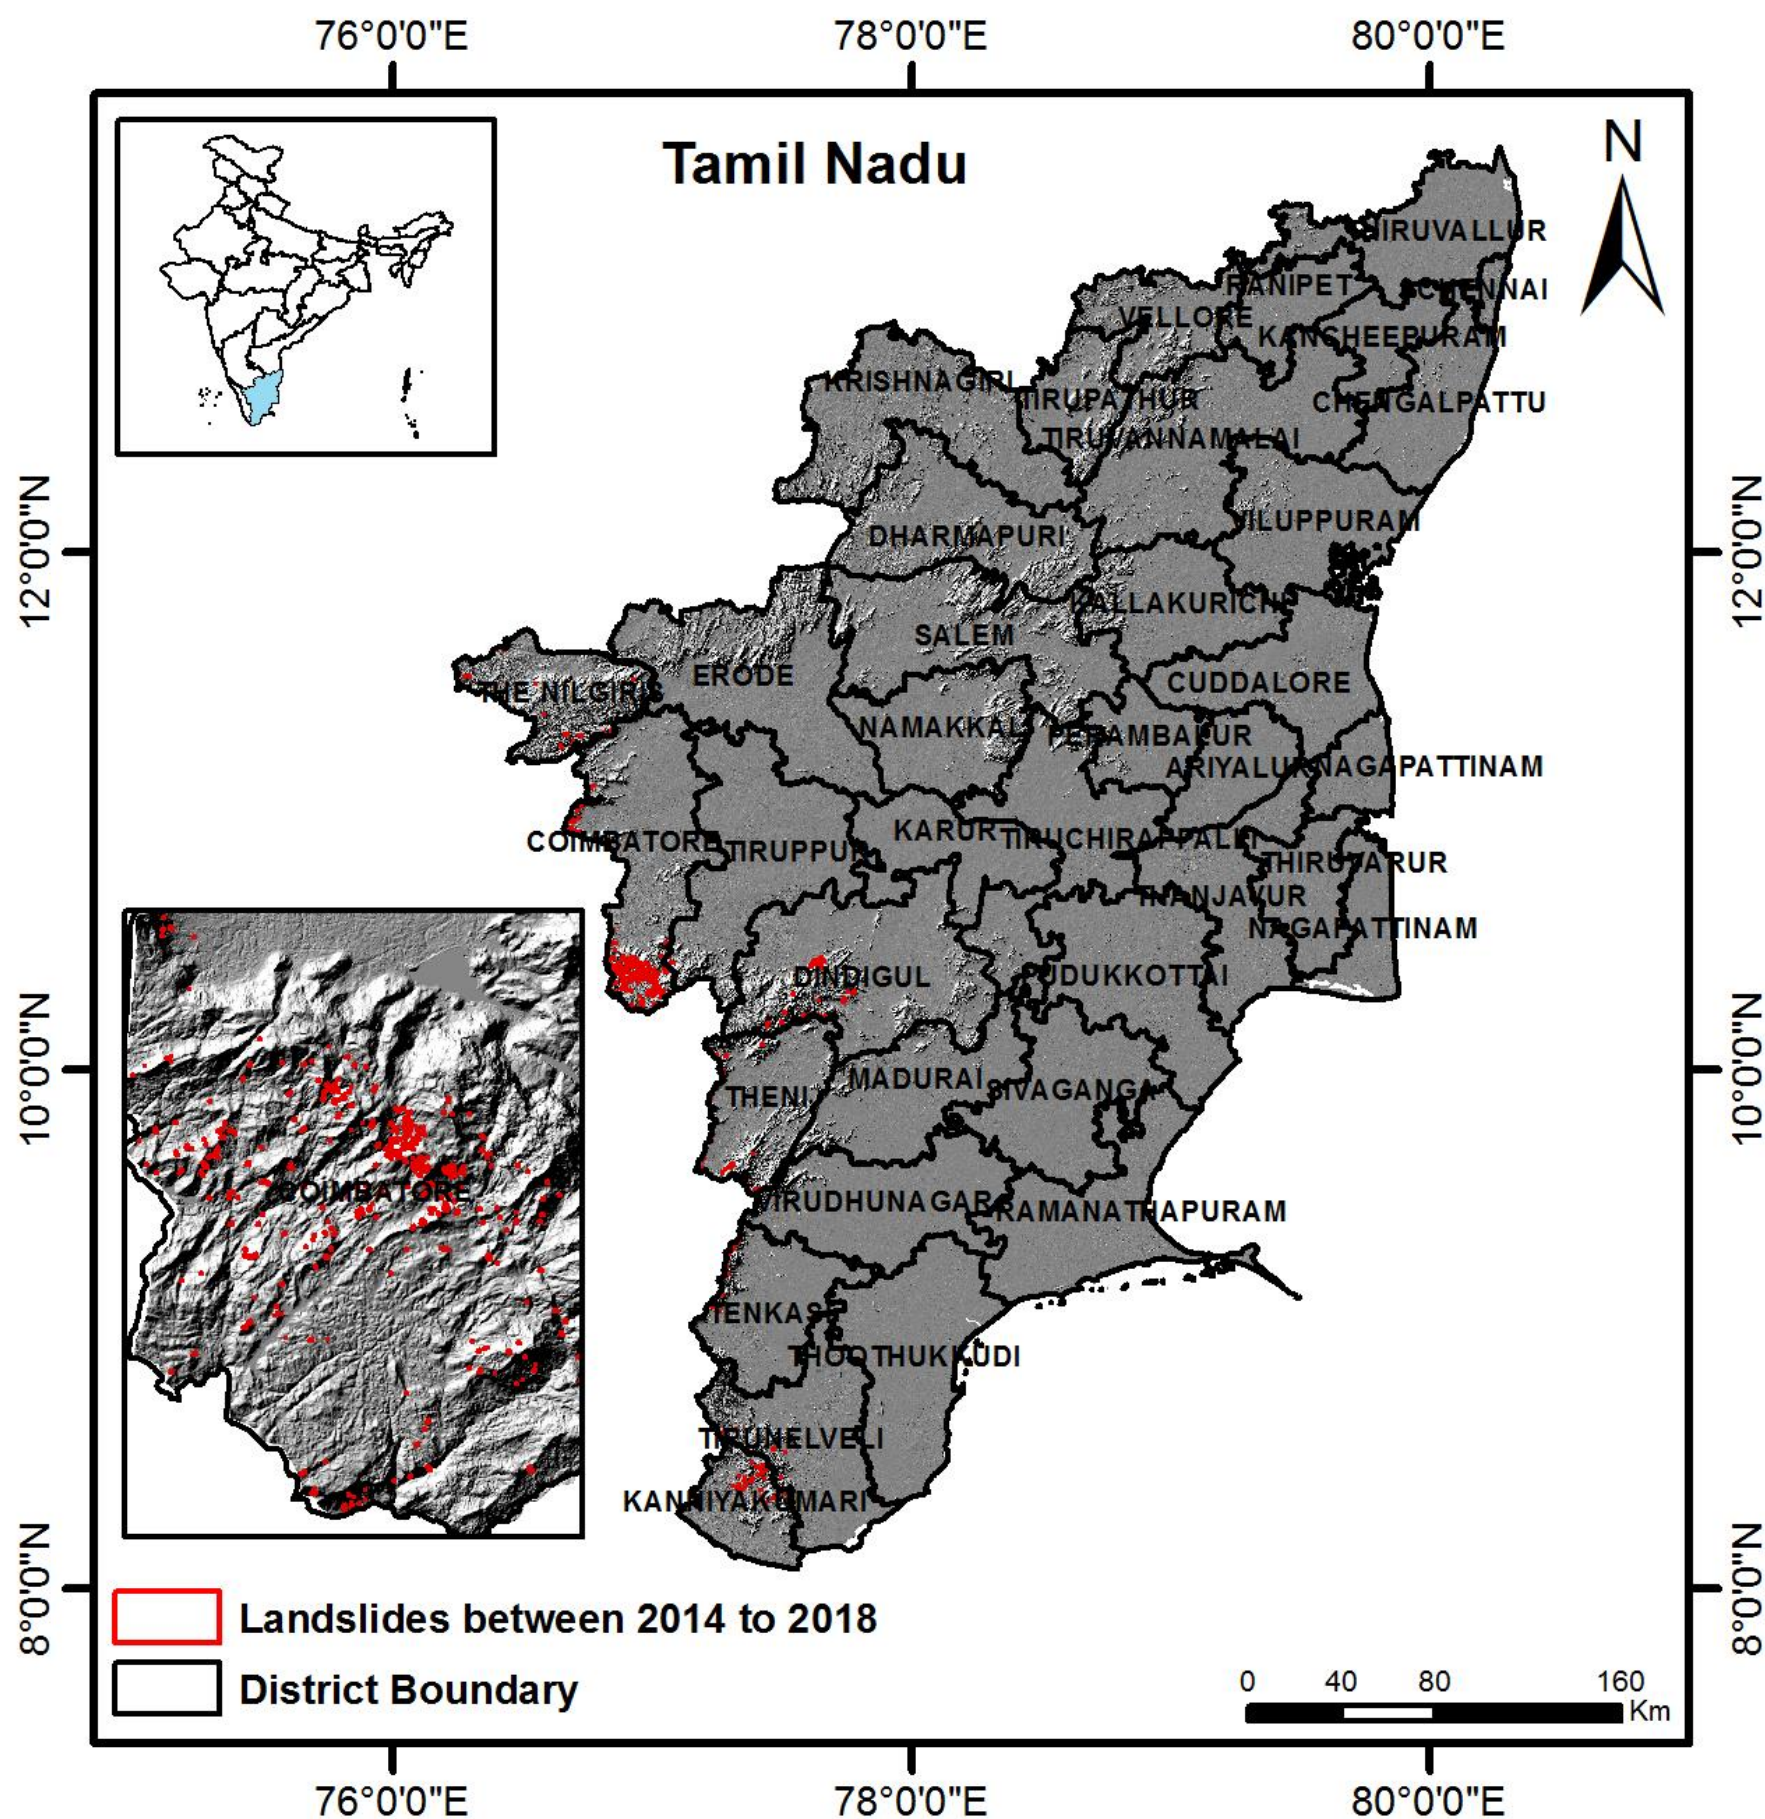 76°0'0"E 78°0'0"E 80°0'0"E
Tamil Nadu
N
THIRUVALLUR
RANIPET
CHENNAI
VELLORE
KANCHEEPURAM
KRISHNAGIRI
TIRUPATHUR
CHENGALPATTU
TIRUVANNAMALAI
VILUPPURAM
DHARMAPURI
12°0'0"N
12°0'0"N
KALLAKURICHI
SALEM
ERODE
CUDDALORE
THE NILGIRIS
NAMAKKAL
PERAMBALUR
ARIYALUR
NAGAPATTINAM
KARUR
TIRUCHIRAPPALLI
COIMBATORE
TIRUPPUR
THIRUVARUR
THANJAVUR
NAGAPATTINAM
DINDIGUL
PUDUKKOTTAI
10°0'0"N
10°0'0"N
MADURAI
SIVAGANGA
THENI
COIMBATORE
VIRUDHUNAGAR
RAMANATHAPURAM
TENKASI
THOOTHUKKUDI
TIRUNELVELI
KANNIYAKUMARI
8°0'0"N
8°0'0"N
Landslides between 2014 to 2018
District Boundary
0 40 80 160
Km
76°0'0"E 78°0'0"E 80°0'0"E